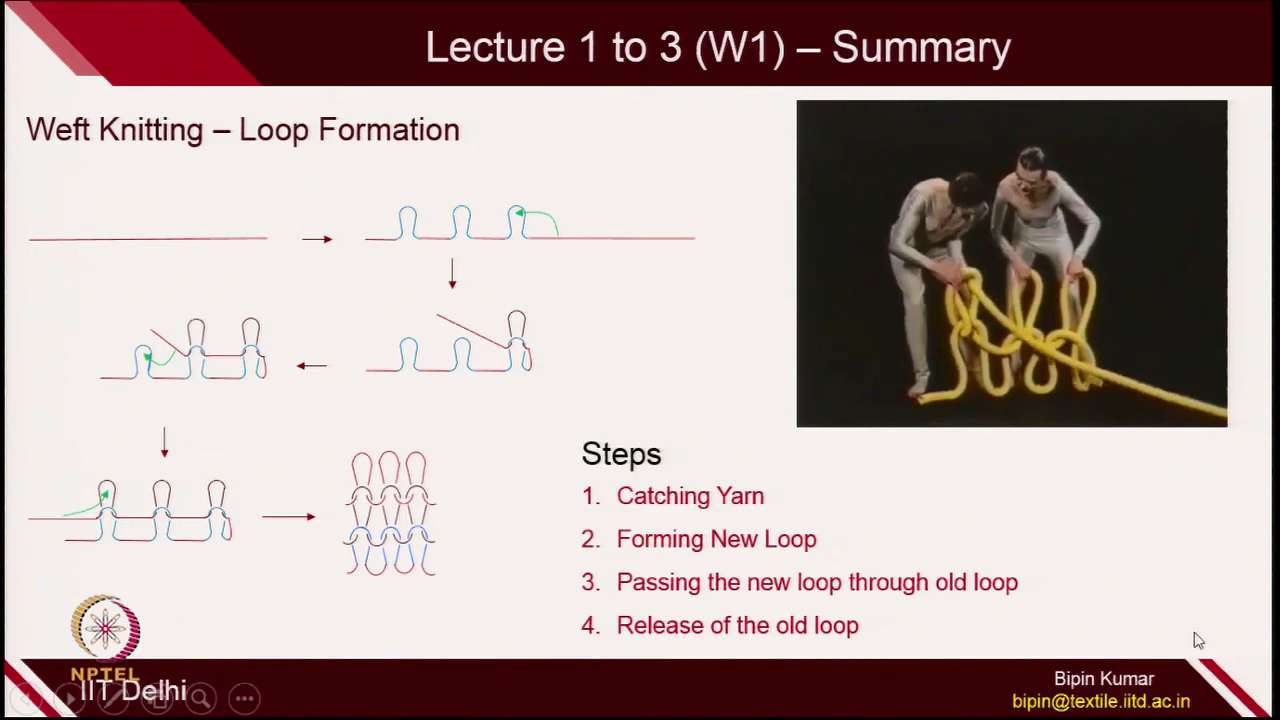 Lecture 1 to 3 (W1) – Summary
Weft Knitting – Loop Formation
Steps
1. Catching Yarn
2. Forming New Loop
3. Passing the new loop through old loop
4. Release of the old loop
NPTEL
IIT Delhi
Bipin Kumar
bipin@textile.iitd.ac.in